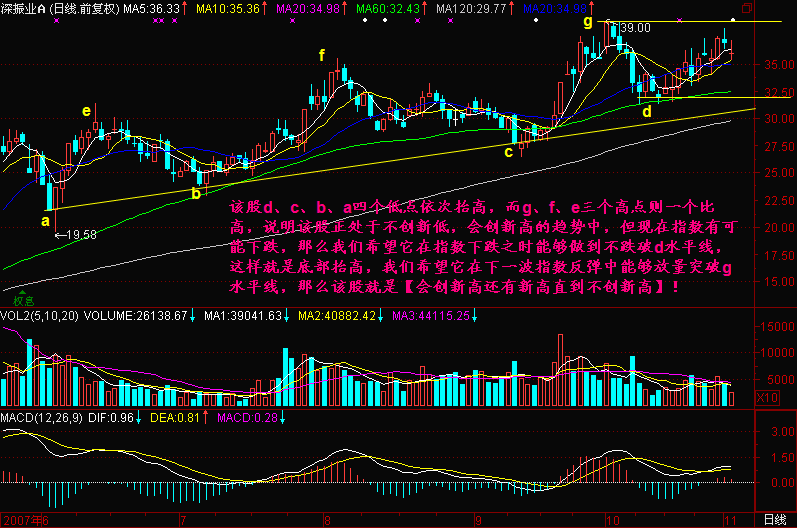 深振业A (日线.前复权) MA5:36.33↑ MA10:35.36↑ MA20:34.98↑ MA60:32.43↑ MA120:29.77↑ MA20:34.98↑
g
39.00
f
35.00
e
d
30.00
c
27.50
b
a
19.58
该股d、c、b、a四个低点依次抬高，而g、f、e三个高点则一个比
高，说明该股正处于不创新低，会创新高的趋势中，但现在指数有可
能下跌，那么我们希望它在指数下跌之时能够做到不跌破d水平线，
这样就是底部抬高，我们希望它在下一波指数反弹中能够放量突破g
水平线，那么该股就是【会创新高还有新高直到不创新高】！
22.50
20.00
17.50
15.00
权息
VOL2(5,10,20) VOLUME:26138.67↓ MA1:39041.63↓ MA2:40882.42↓ MA3:44115.25↓
15000
10000
5000
X10
MACD(12,26,9) DIF:0.96↓ DEA:0.81↑ MACD:0.28↓
3.00
1.50
0.00
2007年6 7 8 9 10 11 日线